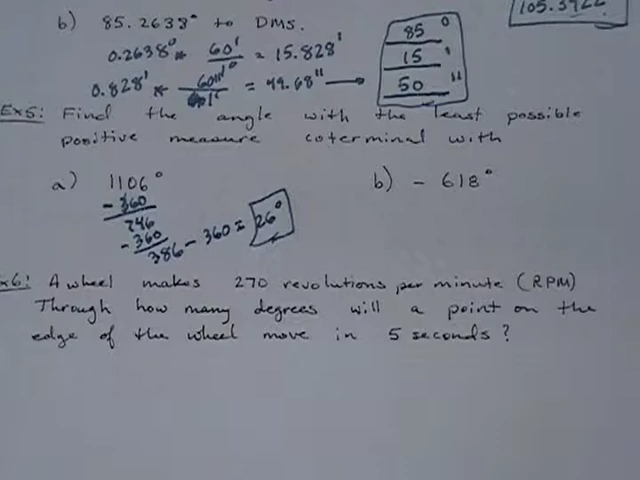 105.3922
b) 85.2638° to DMS.
0.2638° * 60' = 15.828'
85°
0.828' * 60" = 49.68"
15'
50"
Ex5: Find the angle with the least possible
positive measure coterminal with
a) 1106°
b) - 618°
- 360
746
- 360
386 - 360 = 26°
Ex6: A wheel makes 270 revolutions per minute (RPM)
Through how many degrees will a point on the
edge of the wheel move in 5 seconds?